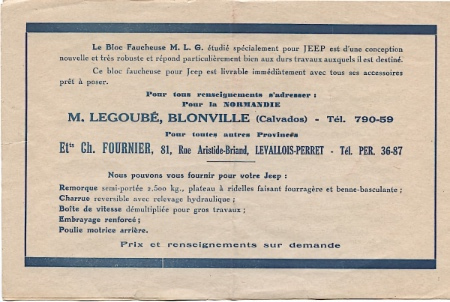 Le Bloc Faucheuse M. L. G. étudié spécialement pour JEEP est d'une conception
nouvelle et très robuste et répond particulièrement bien aux durs travaux auxquels il est destiné.
Ce bloc faucheuse pour Jeep est livrable immédiatement avec tous ses accessoires
prêt à poser.
Pour tous renseignements s'adresser :
Pour la NORMANDIE
M. LEGOUBÉ, BLONVILLE (Calvados) - Tél. 790-59
Pour toutes autres Provinces
Etts Ch. FOURNIER, 81, Rue Aristide-Briand, LEVALLOIS-PERRET - Tél. PER. 36-87
Nous pouvons vous fournir pour votre Jeep :
Remorque semi-portée 2.500 kg., plateau à ridelles faisant fourragère et benne-basculante ;
Charrue reversible avec relevage hydraulique ;
Boîte de vitesse démultipliée pour gros travaux ;
Embrayage renforcé ;
Poulie motrice arrière.
Prix et renseignements sur demande